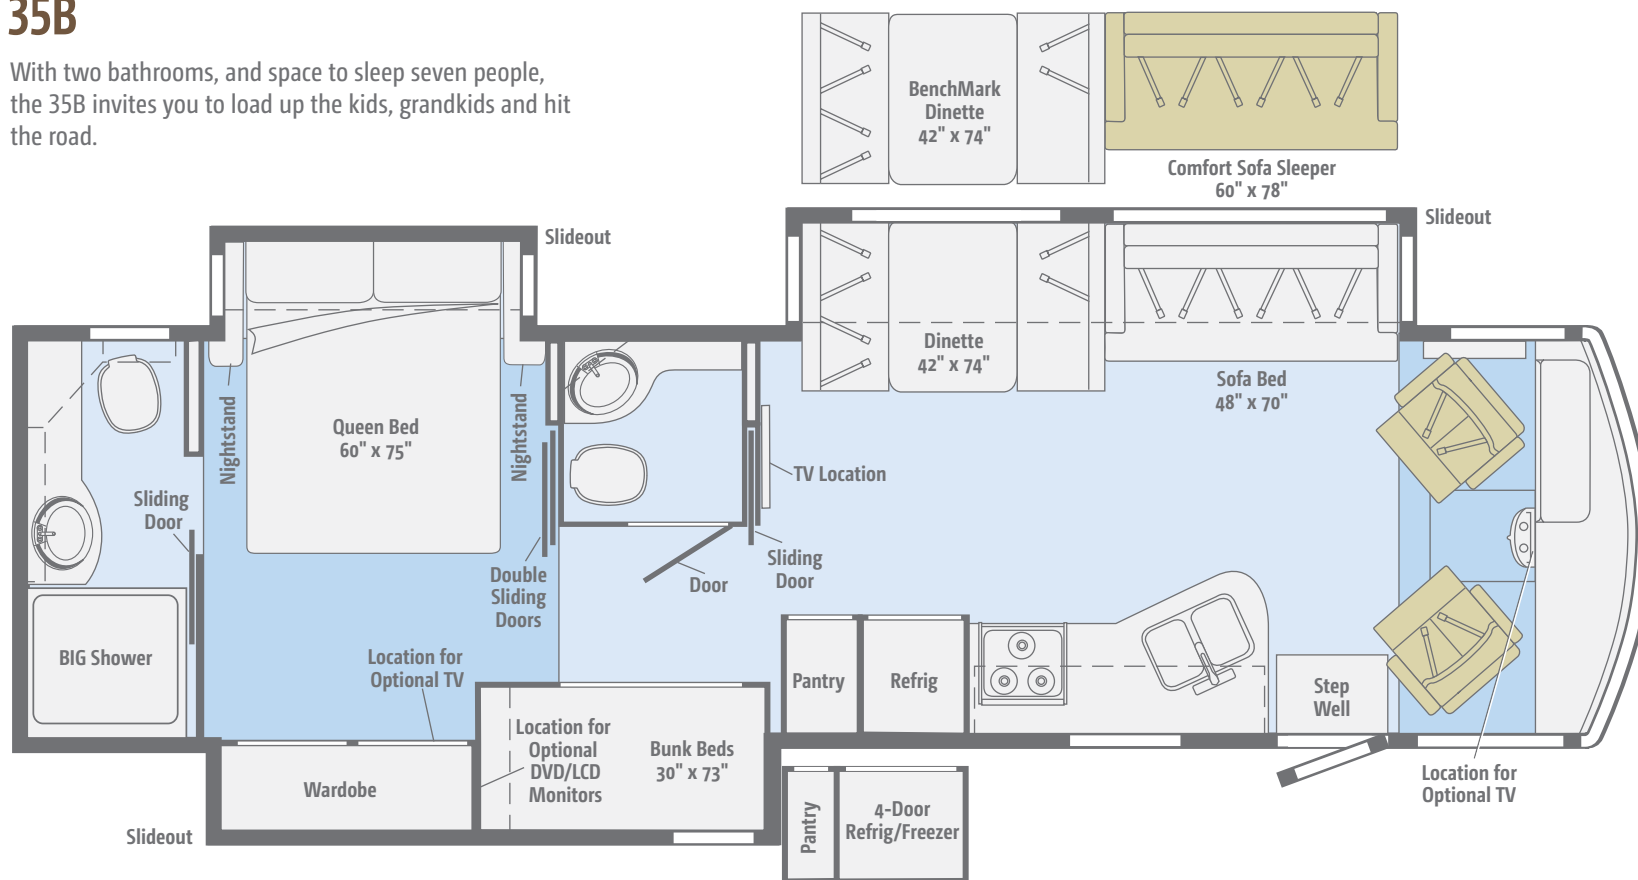 35B
With two bathrooms, and space to sleep seven people,
the 35B invites you to load up the kids, grandkids and hit
the road.
BenchMark
Dinette
42" x 74"
Comfort Sofa Sleeper
60" x 78"
Slideout
Slideout
Dinette
42" x 74"
Sofa Bed
48" x 70"
Nightstand
Queen Bed
60" x 75"
Nightstand
TV Location
Sliding
Door
Double
Sliding
Doors
Door
Sliding
Door
BIG Shower
Location for
Optional TV
Pantry
Refrig
Step
Well
Location for
Optional
DVD/LCD
Monitors
Bunk Beds
30" x 73"
Wardobe
Location for
Optional TV
Pantry
4-Door
Refrig/Freezer
Slideout